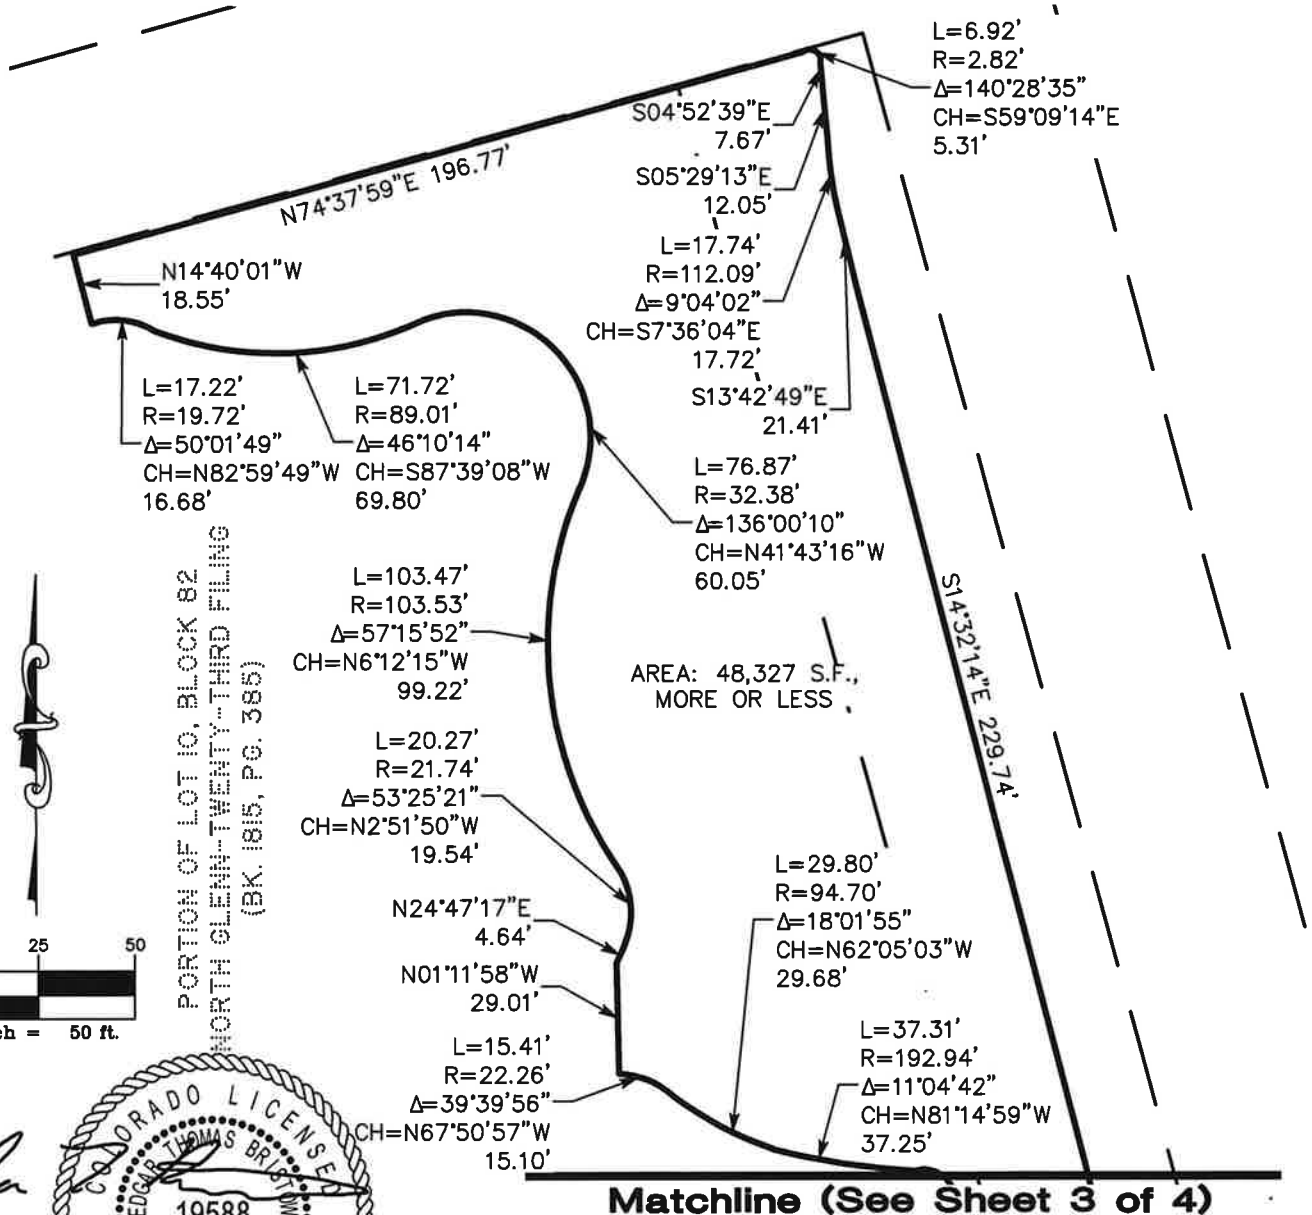 L=6.92'
R=2.82'
Δ=140°28'35"
CH=S59°09'14"E
5.31'
S04°52'39"E
7.67'
S05°29'13"E
12.05'
N74°37'59"E 196.77'
L=17.74'
R=112.09'
Δ=9°04'02"
CH=S7°36'04"E
17.72'
N14°40'01"W
18.55'
S13°42'49"E
21.41'
L=17.22'
R=19.72'
Δ=50°01'49"
CH=N82°59'49"W
16.68'
L=71.72'
R=89.01'
Δ=46°10'14"
CH=S87°39'08"W
69.80'
L=76.87'
R=32.38'
Δ=136°00'10"
CH=N41°43'16"W
60.05'
L=103.47'
R=103.53'
Δ=57°15'52"
CH=N6°12'15"W
99.22'
S14°32'14"E 229.74'
AREA: 48,327 S.F.,
MORE OR LESS
PORTION OF LOT 10, BLOCK 82
NORTH GLENN-TWENTY-THIRD FILING
(BK. 1815, PG. 385)
L=20.27'
R=21.74'
Δ=53°25'21"
CH=N2°51'50"W
19.54'
N24°47'17"E
4.64'
N01°11'58"W
29.01'
L=29.80'
R=94.70'
Δ=18°01'55"
CH=N62°05'03"W
29.68'
25 50
= 50 ft.
L=15.41'
R=22.26'
Δ=39°39'56"
CH=N67°50'57"W
15.10'
L=37.31'
R=192.94'
Δ=11°04'42"
CH=N81°14'59"W
37.25'
COLORADO LICENSED
EDGAR THOMAS BRISTOW
19588
Matchline (See Sheet 3 of 4)